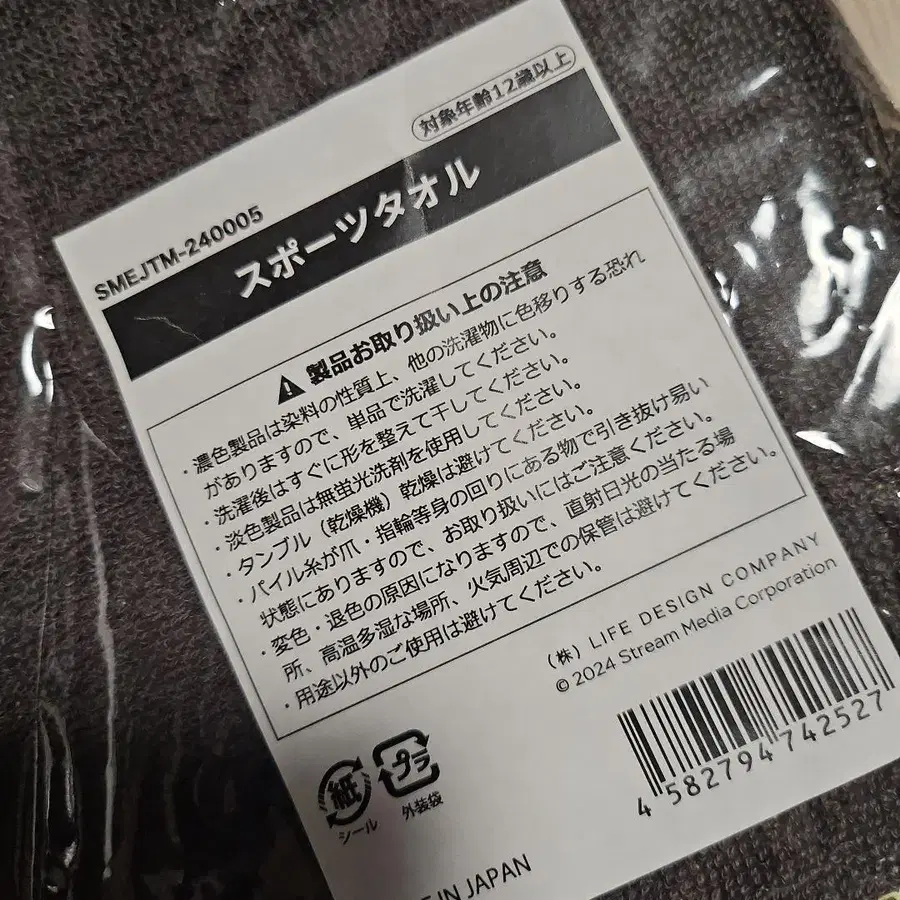 対象年齢12歳以上
SMEJTM-240005
スポーツタオル
製品お取り扱い上の注意
・濃色製品は染料の性質上、他の洗濯物に色移りする恐れ
がありますので、単品で洗濯してください。
・洗濯後はすぐに形を整えて干してください。
・淡色製品は無蛍光洗剤を使用してください。
・タンブル（乾燥機）乾燥は避けてください。
・パイル糸が爪・指輪等身の回りにある物で引き抜け易い
状態にありますので、お取り扱いにはご注意ください。
・変色・退色の原因になりますので、直射日光の当たる場
所、高温多湿な場所、火気周辺での保管は避けてください。
・用途以外のご使用は避けてください。
（株）LIFE DESIGN COMPANY
© 2024 Stream Media Corporation
4 582794 742527
紙
シール
プラ
外装袋
IN JAPAN